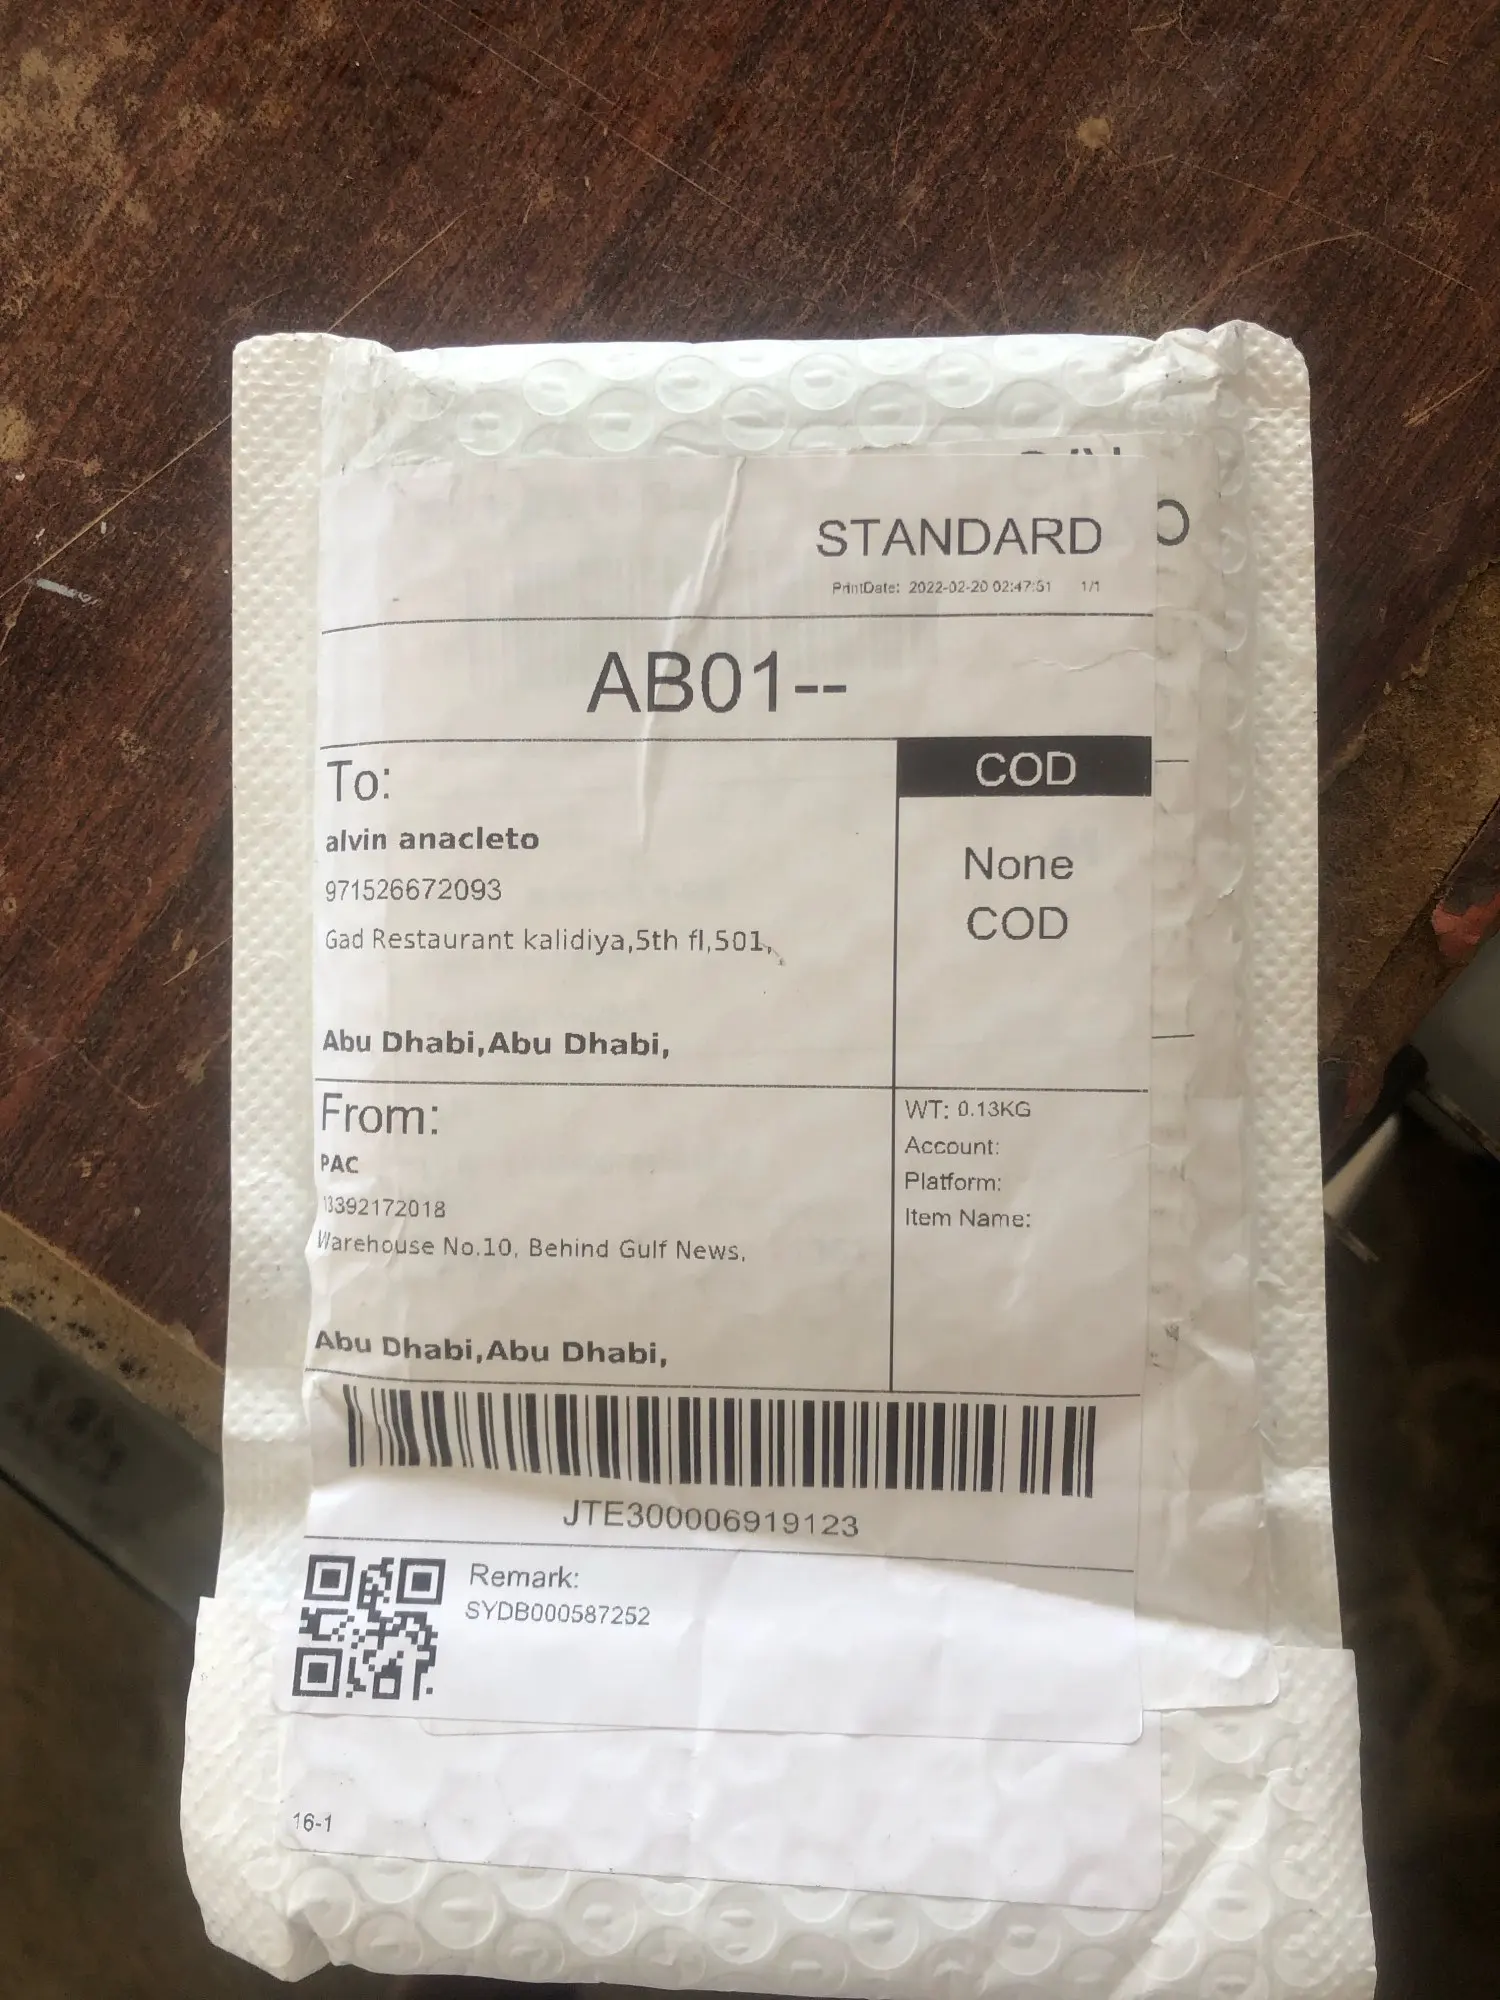 STANDARD
PrintDate: 2022-02-20 02:47:51 1/1
AB01--
To:
alvin anacleto
971526672093
Gad Restaurant kalidiya,5th fl,501,
Abu Dhabi,Abu Dhabi,
COD
None
COD
From:
PAC
13392172018
Warehouse No.10, Behind Gulf News,
Abu Dhabi,Abu Dhabi,
WT: 0.13KG
Account:
Platform:
Item Name:
JTE300006919123
Remark:
SYDB000587252
16-1